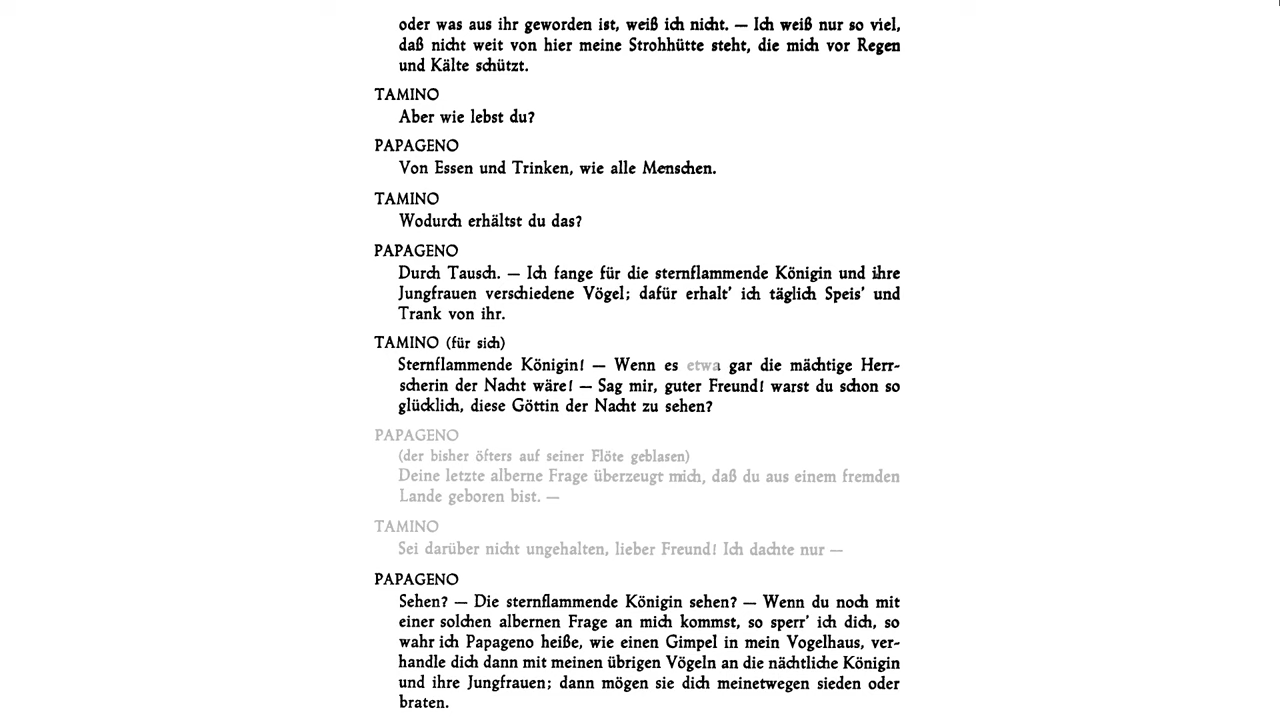 oder was aus ihr geworden ist, weiß ich nicht. — Ich weiß nur so viel,
daß nicht weit von hier meine Strohhütte steht, die mich vor Regen
und Kälte schützt.
TAMINO
Aber wie lebst du?
PAPAGENO
Von Essen und Trinken, wie alle Menschen.
TAMINO
Wodurch erhältst du das?
PAPAGENO
Durch Tausch. — Ich fange für die sternflammende Königin und ihre
Jungfrauen verschiedene Vögel; dafür erhalt’ ich täglich Speis’ und
Trank von ihr.
TAMINO (für sich)
Sternflammende Königin! — Wenn es etwa gar die mächtige Herr-
scherin der Nacht wäre! — Sag mir, guter Freund! warst du schon so
glücklich, diese Göttin der Nacht zu sehen?
PAPAGENO
(der bisher öfters auf seiner Flöte geblasen)
Deine letzte alberne Frage überzeugt mich, daß du aus einem fremden
Lande geboren bist. —
TAMINO
Sei darüber nicht ungehalten, lieber Freund! Ich dachte nur —
PAPAGENO
Sehen? — Die sternflammende Königin sehen? — Wenn du noch mit
einer solchen albernen Frage an mich kommst, so sperr’ ich dich, so
wahr ich Papageno heiße, wie einen Gimpel in mein Vogelhaus, ver-
handle dich dann mit meinen übrigen Vögeln an die nächtliche Königin
und ihre Jungfrauen; dann mögen sie dich meinetwegen sieden oder
braten.